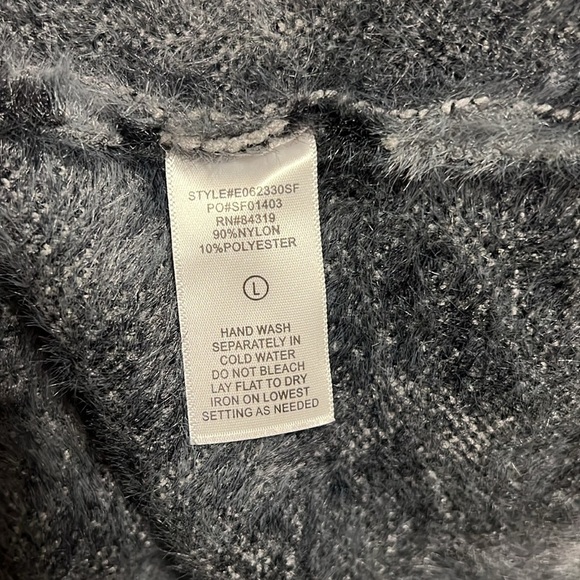 STYLE#E062330SF
PO#SF01403
RN#84319
90%NYLON
10%POLYESTER
L
HAND WASH
SEPARATELY IN
COLD WATER
DO NOT BLEACH
LAY FLAT TO DRY
IRON ON LOWEST
SETTING AS NEEDED